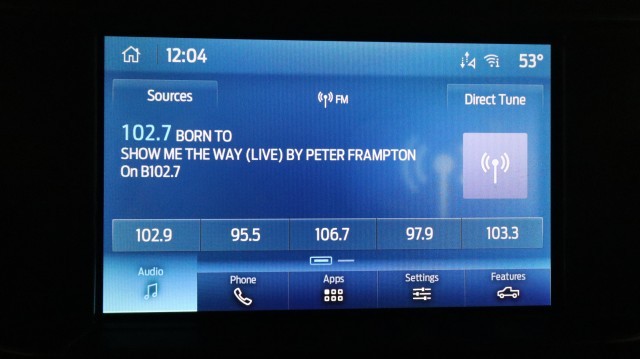 12:04
53°
Sources
FM
Direct Tune
102.7 BORN TO
SHOW ME THE WAY (LIVE) BY PETER FRAMPTON
On B102.7
102.9 95.5 106.7 97.9 103.3
Audio Phone Apps Settings Features